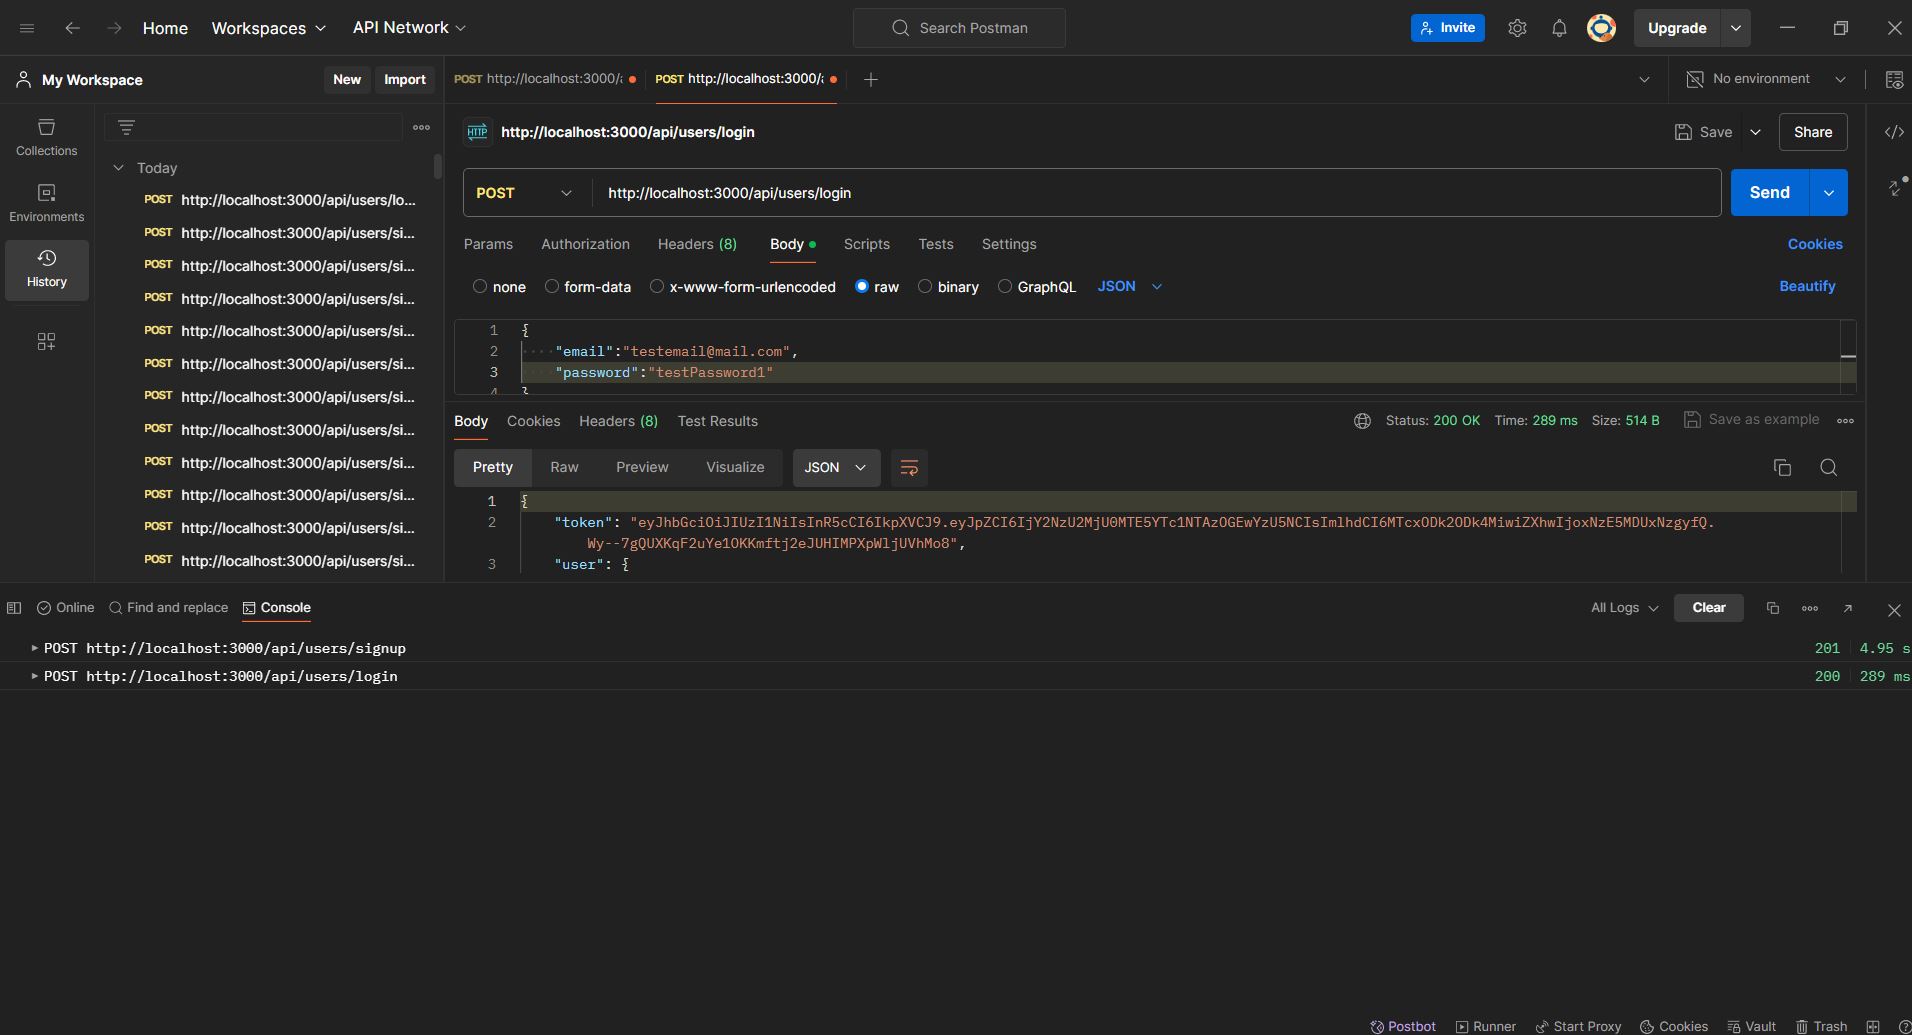 Home Workspaces API Network Search Postman Invite Upgrade
My Workspace New Import
POST http://localhost:3000/a POST http://localhost:3000/a No environment
Collections
Environments
History
Today
POST http://localhost:3000/api/users/lo...
POST http://localhost:3000/api/users/si...
POST http://localhost:3000/api/users/si...
POST http://localhost:3000/api/users/si...
POST http://localhost:3000/api/users/si...
POST http://localhost:3000/api/users/si...
POST http://localhost:3000/api/users/si...
POST http://localhost:3000/api/users/si...
POST http://localhost:3000/api/users/si...
POST http://localhost:3000/api/users/si...
POST http://localhost:3000/api/users/si...
POST http://localhost:3000/api/users/si...
HTTP http://localhost:3000/api/users/login Save Share
POST http://localhost:3000/api/users/login Send
Params Authorization Headers (8) Body Scripts Tests Settings Cookies
none form-data x-www-form-urlencoded raw binary GraphQL JSON Beautify
1 {
2 "email":"testemail@mail.com",
3 "password":"testPassword1"
4 }
Body Cookies Headers (8) Test Results Status: 200 OK Time: 289 ms Size: 514 B Save as example
Pretty Raw Preview Visualize JSON
1 {
2 "token": "eyJhbGciOiJIUzI1NiIsInR5cCI6IkpXVCJ9.eyJpZCI6IjY2NzU2MjU0MTE5YTc1NTAzOGEwYzU5NCIsImlhdCI6MTcxODk2ODk4MiwiZXhwIjoxNzE5MDUxNzgyfQ.
Wy--7gQUXKqF2uYe1OKKmftj2eJUHIMPXpWljUVhMo8",
3 "user": {
Online Find and replace Console All Logs Clear
POST http://localhost:3000/api/users/signup 201 4.95 s
POST http://localhost:3000/api/users/login 200 289 ms
Postbot Runner Start Proxy Cookies Vault Trash